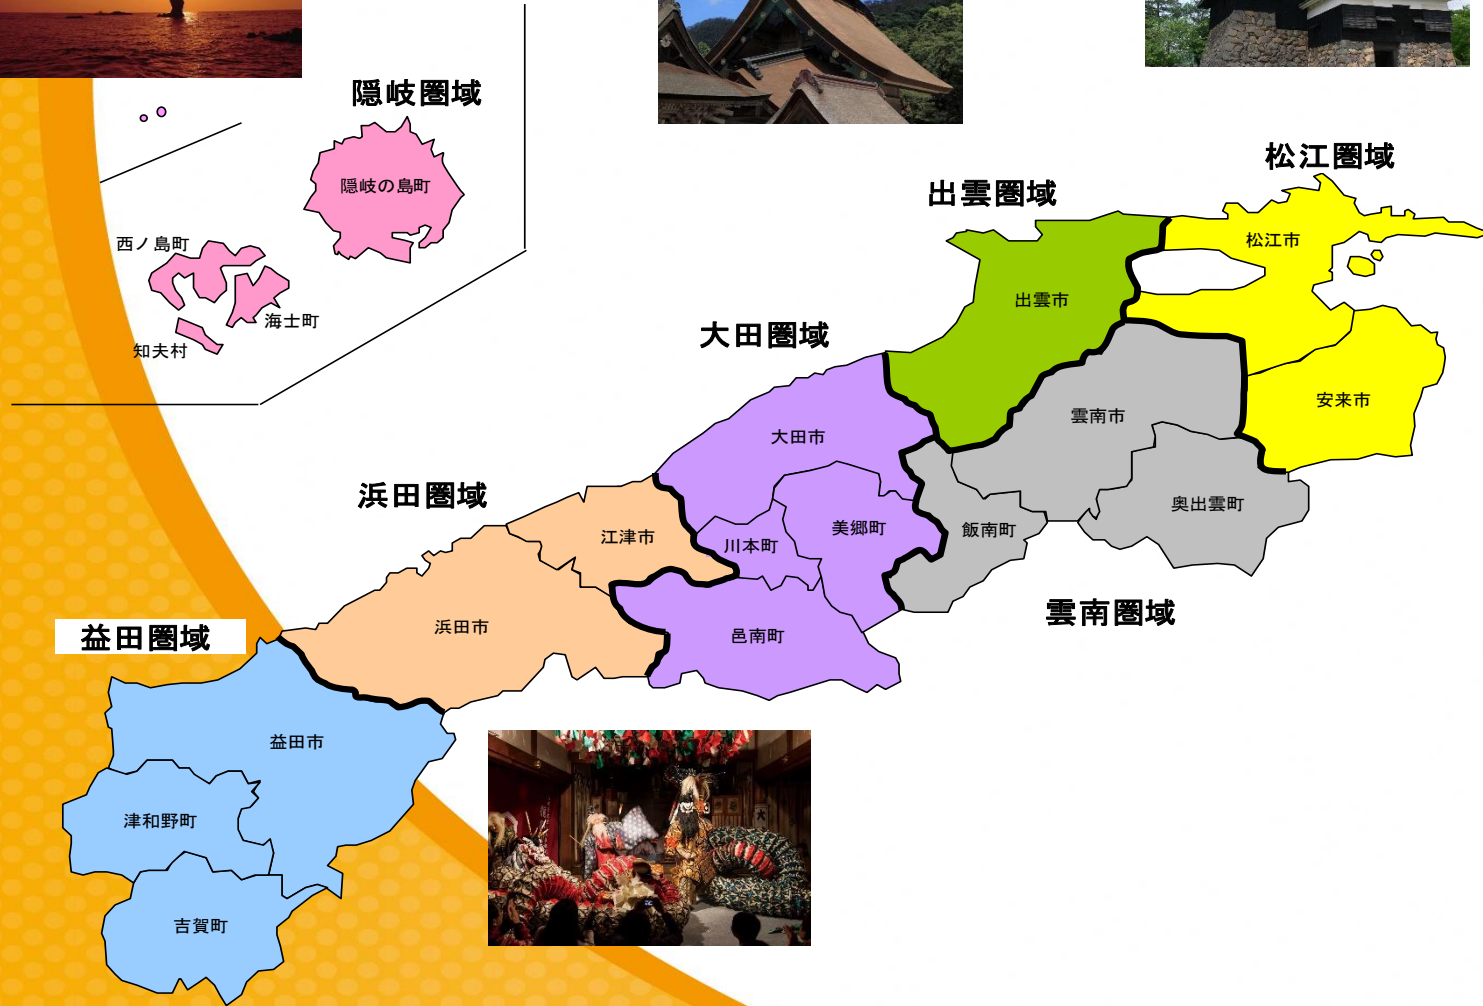 隠岐圏域
隠岐の島町
西ノ島町
海士町
知夫村
松江圏域
出雲圏域
松江市
出雲市
大田圏域
安来市
雲南市
大田市
浜田圏域
奥出雲町
美郷町
飯南町
江津市
川本町
雲南圏域
浜田市
邑南町
益田圏域
益田市
津和野町
吉賀町